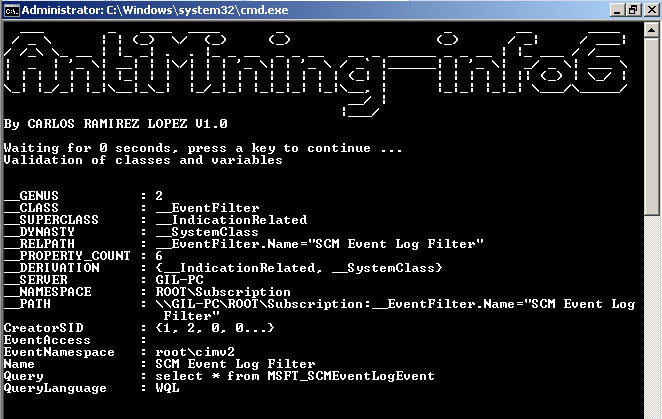 Administrator: C:\Windows\system32\cmd.exe
AntiMining-info6
By CARLOS RAMIREZ LOPEZ V1.0
Waiting for 0 seconds, press a key to continue ...
Validation of classes and variables
__GENUS          : 2
__CLASS          : __EventFilter
__SUPERCLASS     : __IndicationRelated
__DYNASTY        : __SystemClass
__RELPATH        : __EventFilter.Name="SCM Event Log Filter"
__PROPERTY_COUNT : 6
__DERIVATION     : {__IndicationRelated, __SystemClass}
__SERVER         : GIL-PC
__NAMESPACE      : ROOT\Subscription
__PATH           : \\GIL-PC\ROOT\Subscription:__EventFilter.Name="SCM Event Log
                    Filter"
CreatorSID       : {1, 2, 0, 0...}
EventAccess      :
EventNamespace   : root\cimv2
Name             : SCM Event Log Filter
Query            : select * from MSFT_SCMEventLogEvent
QueryLanguage    : WQL